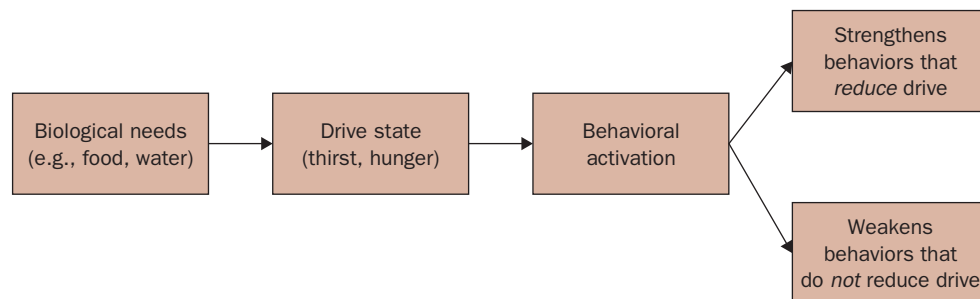 Biological needs
(e.g., food, water)
Drive state
(thirst, hunger)
Behavioral
activation
Strengthens
behaviors that
reduce drive
Weakens
behaviors that
do not reduce drive